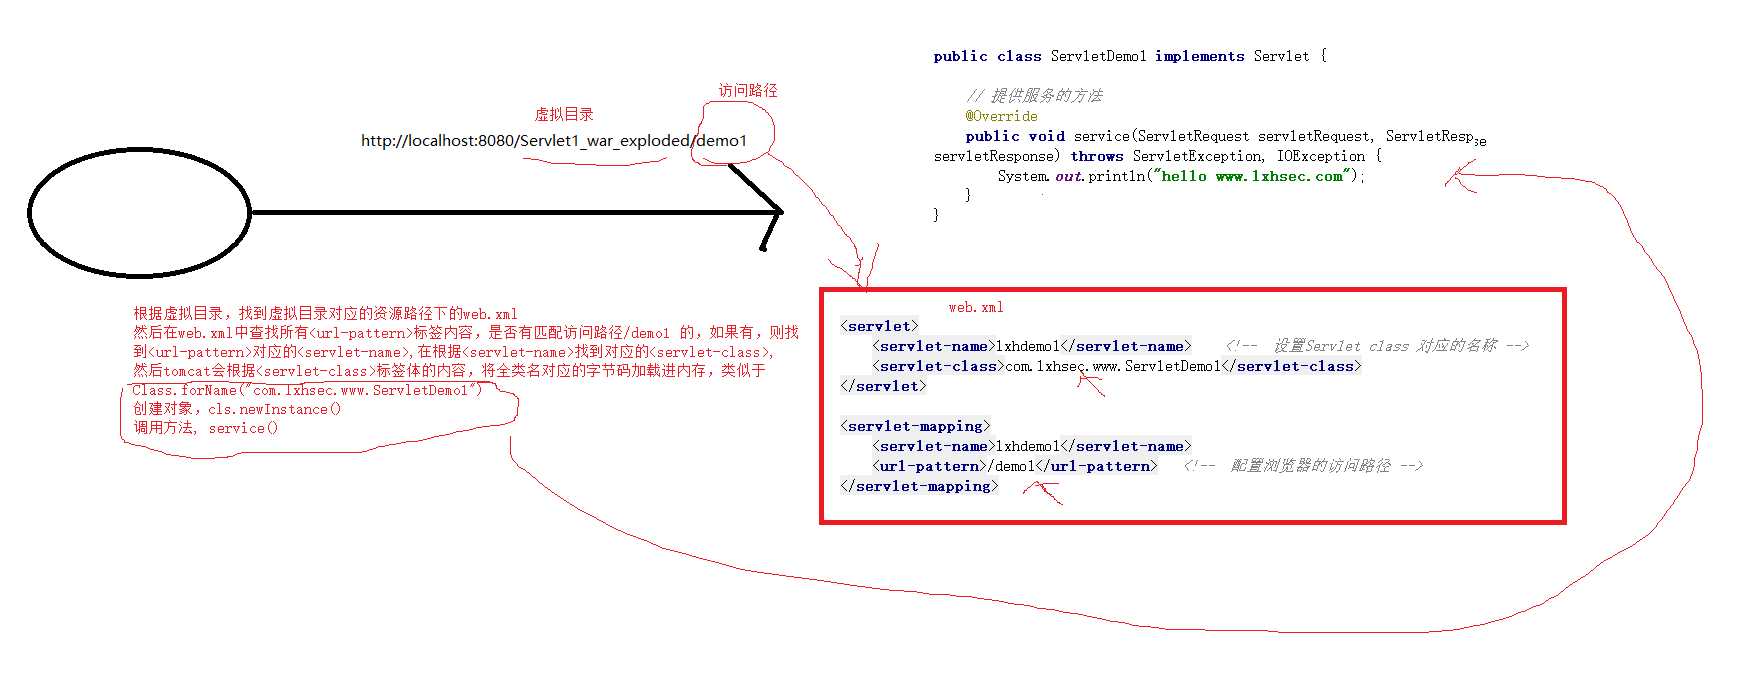 public class ServletDemo1 implements Servlet {
// 提供服务的方法
@Override
public void service(ServletRequest servletRequest, ServletRespse
servletResponse) throws ServletException, IOException {
System.out.println("hello www.lxhsec.com");
}
}
访问路径
虚拟目录
http://localhost:8080/Servlet1_war_exploded/demo1
根据虚拟目录，找到虚拟目录对应的资源路径下的web.xml
然后在web.xml中查找所有<url-pattern>标签内容，是否有匹配访问路径/demo1 的，如果有，则找
到<url-pattern>对应的<servlet-name>,在根据<servlet-name>找到对应的<servlet-class>,
然后tomcat会根据<servlet-class>标签体的内容，将全类名对应的字节码加载进内存，类似于
Class.forName("com.lxhsec.www.ServletDemo1")
创建对象，cls.newInstance()
调用方法, service()
web.xml
<servlet>
<servlet-name>lxhdemo1</servlet-name> <!-- 设置Servlet class 对应的名称 -->
<servlet-class>com.lxhsec.www.ServletDemo1</servlet-class>
</servlet>
<servlet-mapping>
<servlet-name>lxhdemo1</servlet-name>
<url-pattern>/demo1</url-pattern> <!-- 配置浏览器的访问路径 -->
</servlet-mapping>